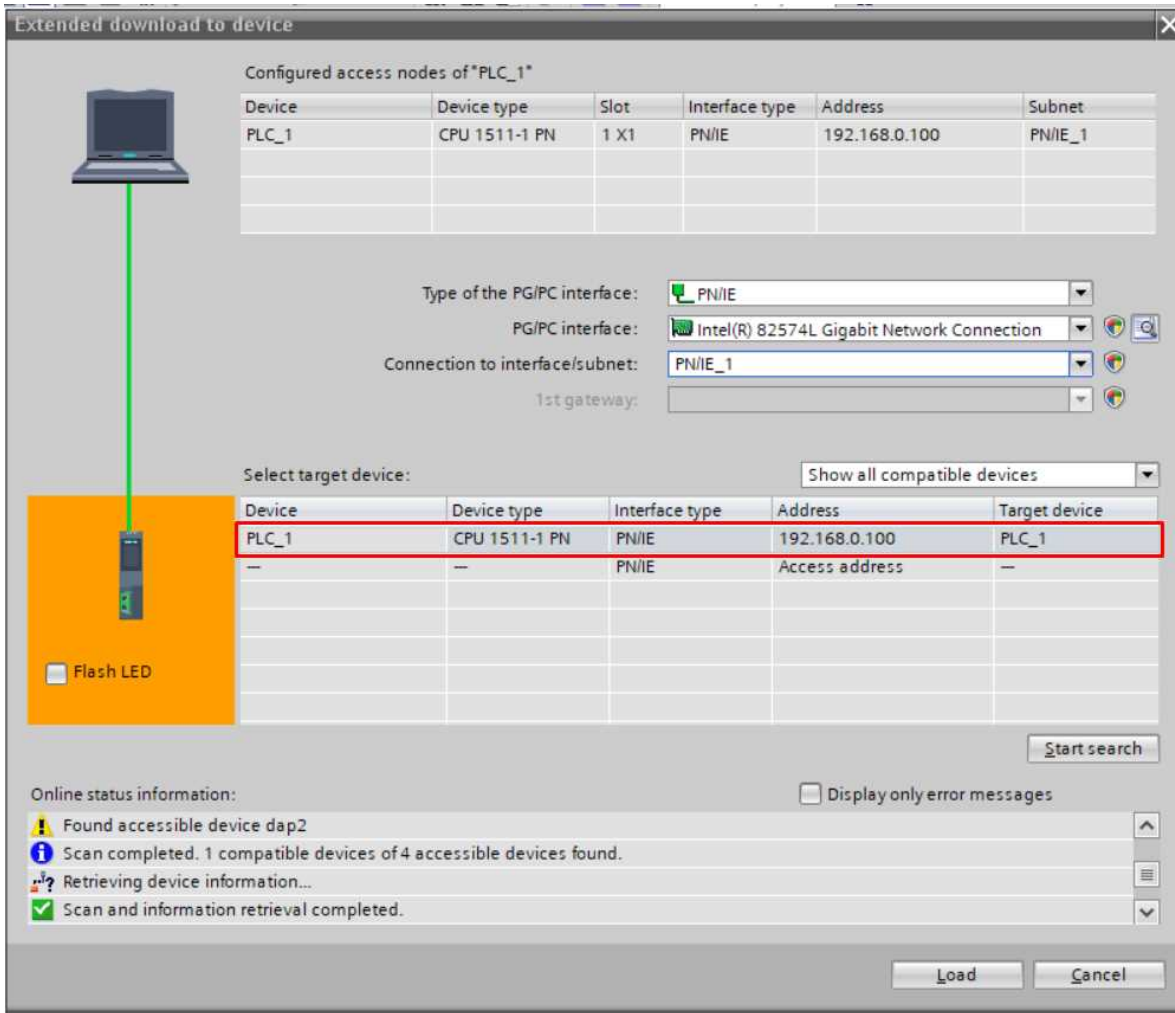 Extended download to device
Configured access nodes of "PLC_1"
Device Device type Slot Interface type Address Subnet
PLC_1 CPU 1511-1 PN 1 X1 PN/IE 192.168.0.100 PN/IE_1
Type of the PG/PC interface: PN/IE
PG/PC interface: Intel(R) 82574L Gigabit Network Connection
Connection to interface/subnet: PN/IE_1
1st gateway:
Select target device: Show all compatible devices
Device Device type Interface type Address Target device
PLC_1 CPU 1511-1 PN PN/IE 192.168.0.100 PLC_1
— — PN/IE Access address —
Flash LED
Start search
Online status information: Display only error messages
Found accessible device dap2
Scan completed. 1 compatible devices of 4 accessible devices found.
Retrieving device information...
Scan and information retrieval completed.
Load Cancel